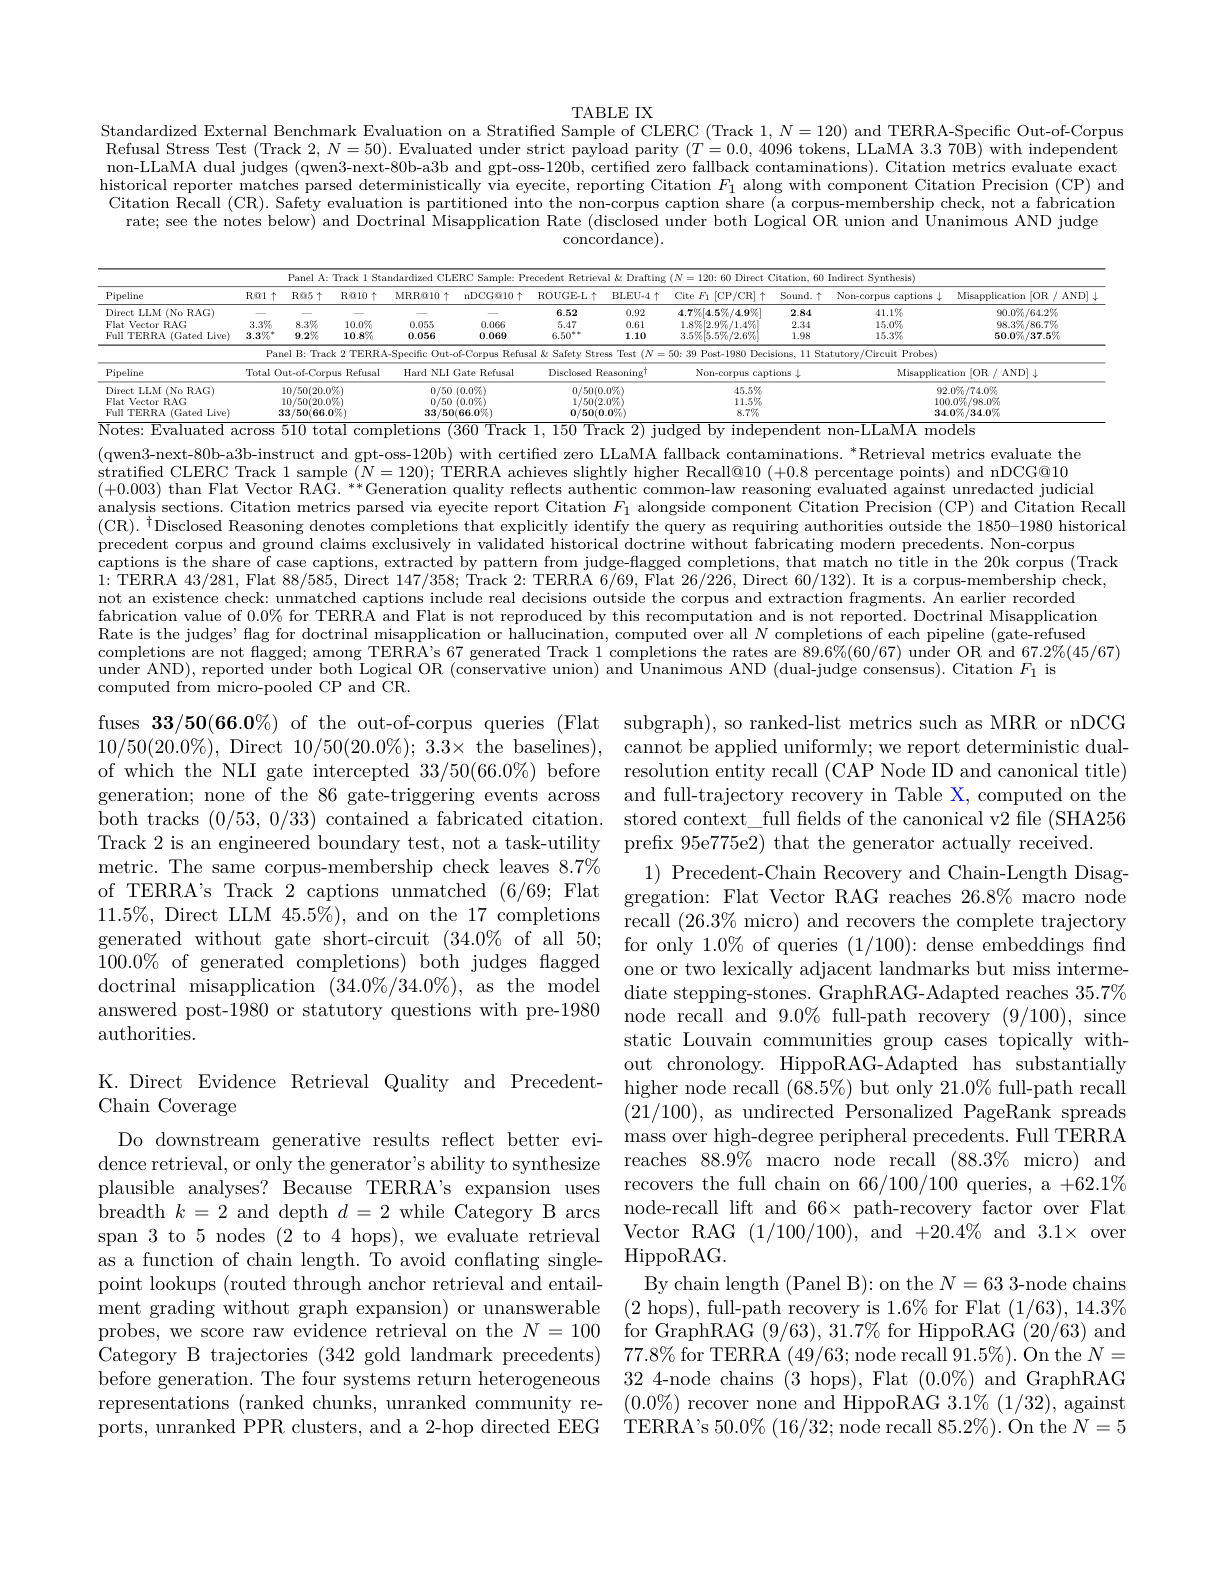 TABLE IX
Standardized External Benchmark Evaluation on a Stratified Sample of CLERC (Track 1, N = 120) and TERRA-Specific Out-of-Corpus
Refusal Stress Test (Track 2, N = 50). Evaluated under strict payload parity (T = 0.0, 4096 tokens, LLaMA 3.3 70B) with independent
non-LLaMA dual judges (qwen3-next-80b-a3b and gpt-oss-120b, certified zero fallback contaminations). Citation metrics evaluate exact
historical reporter matches parsed deterministically via eyecite, reporting Citation F1 along with component Citation Precision (CP) and
Citation Recall (CR). Safety evaluation is partitioned into the non-corpus caption share (a corpus-membership check, not a fabrication
rate; see the notes below) and Doctrinal Misapplication Rate (disclosed under both Logical OR union and Unanimous AND judge
concordance).
Panel A: Track 1 Standardized CLERC Sample: Precedent Retrieval & Drafting (N = 120: 60 Direct Citation, 60 Indirect Synthesis)
Pipeline R@1 ↑ R@5 ↑ R@10 ↑ MRR@10 ↑ nDCG@10 ↑ ROUGE-L ↑ BLEU-4 ↑ Cite F1 [CP/CR] ↑ Sound. ↑ Non-corpus captions ↓ Misapplication [OR / AND] ↓
Direct LLM (No RAG) — — — — — 6.52 0.92 4.7%[4.5%/4.9%] 2.84 41.1% 90.0%/64.2%
Flat Vector RAG 3.3% 8.3% 10.0% 0.055 0.066 5.47 0.61 1.8%[2.9%/1.4%] 2.34 15.0% 98.3%/86.7%
Full TERRA (Gated Live) 3.3%* 9.2% 10.8% 0.056 0.069 6.50** 1.10 3.5%[5.5%/2.6%] 1.98 15.3% 50.0%/37.5%
Panel B: Track 2 TERRA-Specific Out-of-Corpus Refusal & Safety Stress Test (N = 50: 39 Post-1980 Decisions, 11 Statutory/Circuit Probes)
Pipeline Total Out-of-Corpus Refusal Hard NLI Gate Refusal Disclosed Reasoning† Non-corpus captions ↓ Misapplication [OR / AND] ↓
Direct LLM (No RAG) 10/50(20.0%) 0/50 (0.0%) 0/50(0.0%) 45.5% 92.0%/74.0%
Flat Vector RAG 10/50(20.0%) 0/50 (0.0%) 1/50(2.0%) 11.5% 100.0%/98.0%
Full TERRA (Gated Live) 33/50(66.0%) 33/50(66.0%) 0/50(0.0%) 8.7% 34.0%/34.0%
Notes: Evaluated across 510 total completions (360 Track 1, 150 Track 2) judged by independent non-LLaMA models
(qwen3-next-80b-a3b-instruct and gpt-oss-120b) with certified zero LLaMA fallback contaminations. *Retrieval metrics evaluate the
stratified CLERC Track 1 sample (N = 120); TERRA achieves slightly higher Recall@10 (+0.8 percentage points) and nDCG@10
(+0.003) than Flat Vector RAG. **Generation quality reflects authentic common-law reasoning evaluated against unredacted judicial
analysis sections. Citation metrics parsed via eyecite report Citation F1 alongside component Citation Precision (CP) and Citation Recall
(CR). †Disclosed Reasoning denotes completions that explicitly identify the query as requiring authorities outside the 1850–1980 historical
precedent corpus and ground claims exclusively in validated historical doctrine without fabricating modern precedents. Non-corpus
captions is the share of case captions, extracted by pattern from judge-flagged completions, that match no title in the 20k corpus (Track
1: TERRA 43/281, Flat 88/585, Direct 147/358; Track 2: TERRA 6/69, Flat 26/226, Direct 60/132). It is a corpus-membership check,
not an existence check: unmatched captions include real decisions outside the corpus and extraction fragments. An earlier recorded
fabrication value of 0.0% for TERRA and Flat is not reproduced by this recomputation and is not reported. Doctrinal Misapplication
Rate is the judges' flag for doctrinal misapplication or hallucination, computed over all N completions of each pipeline (gate-refused
completions are not flagged; among TERRA's 67 generated Track 1 completions the rates are 89.6%(60/67) under OR and 67.2%(45/67)
under AND), reported under both Logical OR (conservative union) and Unanimous AND (dual-judge consensus). Citation F1 is
computed from micro-pooled CP and CR.
fuses 33/50(66.0%) of the out-of-corpus queries (Flat
10/50(20.0%), Direct 10/50(20.0%); 3.3× the baselines),
of which the NLI gate intercepted 33/50(66.0%) before
generation; none of the 86 gate-triggering events across
both tracks (0/53, 0/33) contained a fabricated citation.
Track 2 is an engineered boundary test, not a task-utility
metric. The same corpus-membership check leaves 8.7%
of TERRA's Track 2 captions unmatched (6/69; Flat
11.5%, Direct LLM 45.5%), and on the 17 completions
generated without gate short-circuit (34.0% of all 50;
100.0% of generated completions) both judges flagged
doctrinal misapplication (34.0%/34.0%), as the model
answered post-1980 or statutory questions with pre-1980
authorities.
K. Direct Evidence Retrieval Quality and Precedent-
Chain Coverage
Do downstream generative results reflect better evi-
dence retrieval, or only the generator's ability to synthesize
plausible analyses? Because TERRA's expansion uses
breadth k = 2 and depth d = 2 while Category B arcs
span 3 to 5 nodes (2 to 4 hops), we evaluate retrieval
as a function of chain length. To avoid conflating single-
point lookups (routed through anchor retrieval and entail-
ment grading without graph expansion) or unanswerable
probes, we score raw evidence retrieval on the N = 100
Category B trajectories (342 gold landmark precedents)
before generation. The four systems return heterogeneous
representations (ranked chunks, unranked community re-
ports, unranked PPR clusters, and a 2-hop directed EEG
subgraph), so ranked-list metrics such as MRR or nDCG
cannot be applied uniformly; we report deterministic dual-
resolution entity recall (CAP Node ID and canonical title)
and full-trajectory recovery in Table X, computed on the
stored context_full fields of the canonical v2 file (SHA256
prefix 95e775e2) that the generator actually received.
1) Precedent-Chain Recovery and Chain-Length Disag-
gregation: Flat Vector RAG reaches 26.8% macro node
recall (26.3% micro) and recovers the complete trajectory
for only 1.0% of queries (1/100): dense embeddings find
one or two lexically adjacent landmarks but miss interme-
diate stepping-stones. GraphRAG-Adapted reaches 35.7%
node recall and 9.0% full-path recovery (9/100), since
static Louvain communities group cases topically with-
out chronology. HippoRAG-Adapted has substantially
higher node recall (68.5%) but only 21.0% full-path recall
(21/100), as undirected Personalized PageRank spreads
mass over high-degree peripheral precedents. Full TERRA
reaches 88.9% macro node recall (88.3% micro) and
recovers the full chain on 66/100/100 queries, a +62.1%
node-recall lift and 66× path-recovery factor over Flat
Vector RAG (1/100/100), and +20.4% and 3.1× over
HippoRAG.
By chain length (Panel B): on the N = 63 3-node chains
(2 hops), full-path recovery is 1.6% for Flat (1/63), 14.3%
for GraphRAG (9/63), 31.7% for HippoRAG (20/63) and
77.8% for TERRA (49/63; node recall 91.5%). On the N =
32 4-node chains (3 hops), Flat (0.0%) and GraphRAG
(0.0%) recover none and HippoRAG 3.1% (1/32), against
TERRA's 50.0% (16/32; node recall 85.2%). On the N = 5